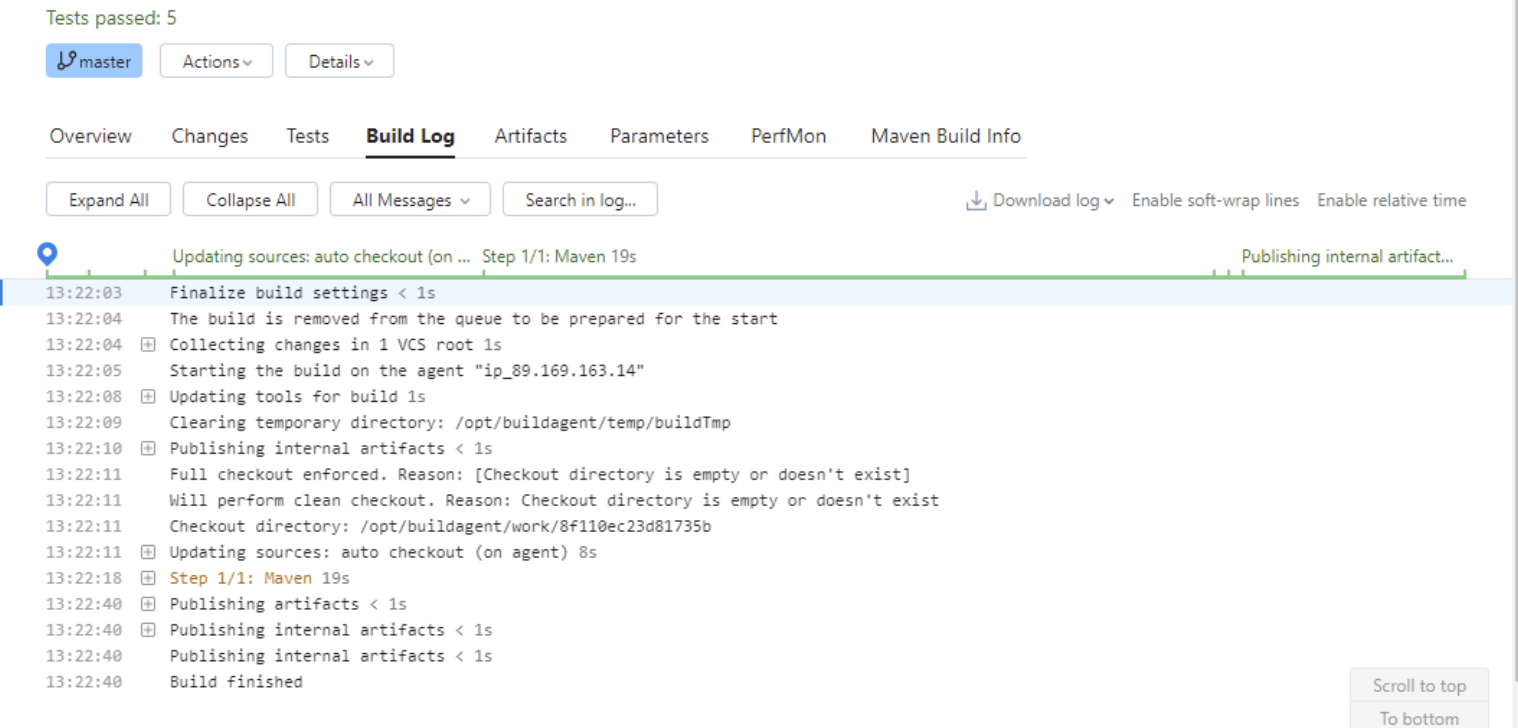 Tests passed: 5
master Actions Details
Overview Changes Tests Build Log Artifacts Parameters PerfMon Maven Build Info
Expand All Collapse All All Messages Search in log... Download log Enable soft-wrap lines Enable relative time
Updating sources: auto checkout (on ... Step 1/1: Maven 19s Publishing internal artifact...
13:22:03 Finalize build settings < 1s
13:22:04 The build is removed from the queue to be prepared for the start
13:22:04 Collecting changes in 1 VCS root 1s
13:22:05 Starting the build on the agent "ip_89.169.163.14"
13:22:08 Updating tools for build 1s
13:22:09 Clearing temporary directory: /opt/buildagent/temp/buildTmp
13:22:10 Publishing internal artifacts < 1s
13:22:11 Full checkout enforced. Reason: [Checkout directory is empty or doesn't exist]
13:22:11 Will perform clean checkout. Reason: Checkout directory is empty or doesn't exist
13:22:11 Checkout directory: /opt/buildagent/work/8f110ec23d81735b
13:22:11 Updating sources: auto checkout (on agent) 8s
13:22:18 Step 1/1: Maven 19s
13:22:40 Publishing artifacts < 1s
13:22:40 Publishing internal artifacts < 1s
13:22:40 Publishing internal artifacts < 1s
13:22:40 Build finished
Scroll to top
To bottom